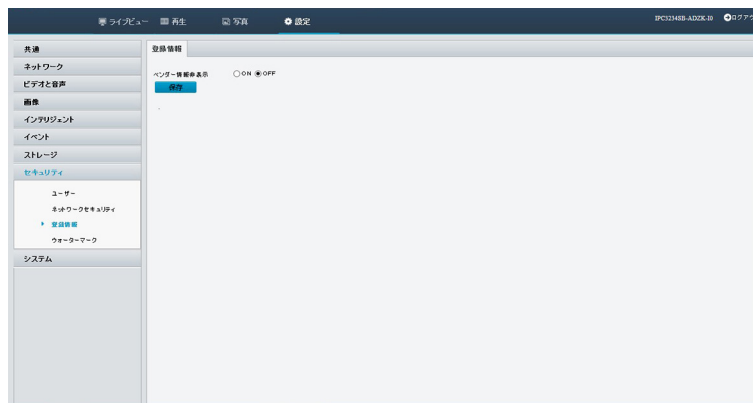 ライブビュー 再生 写真 設定 IPC3234SB-ADZK-I0 ログアウ
共通
ネットワーク
ビデオと音声
画像
インテリジェント
イベント
ストレージ
セキュリティ
ユーザー
ネットワークセキュリティ
登録情報
ウォーターマーク
システム
登録情報
ベンダー情報非表示 ON OFF
保存